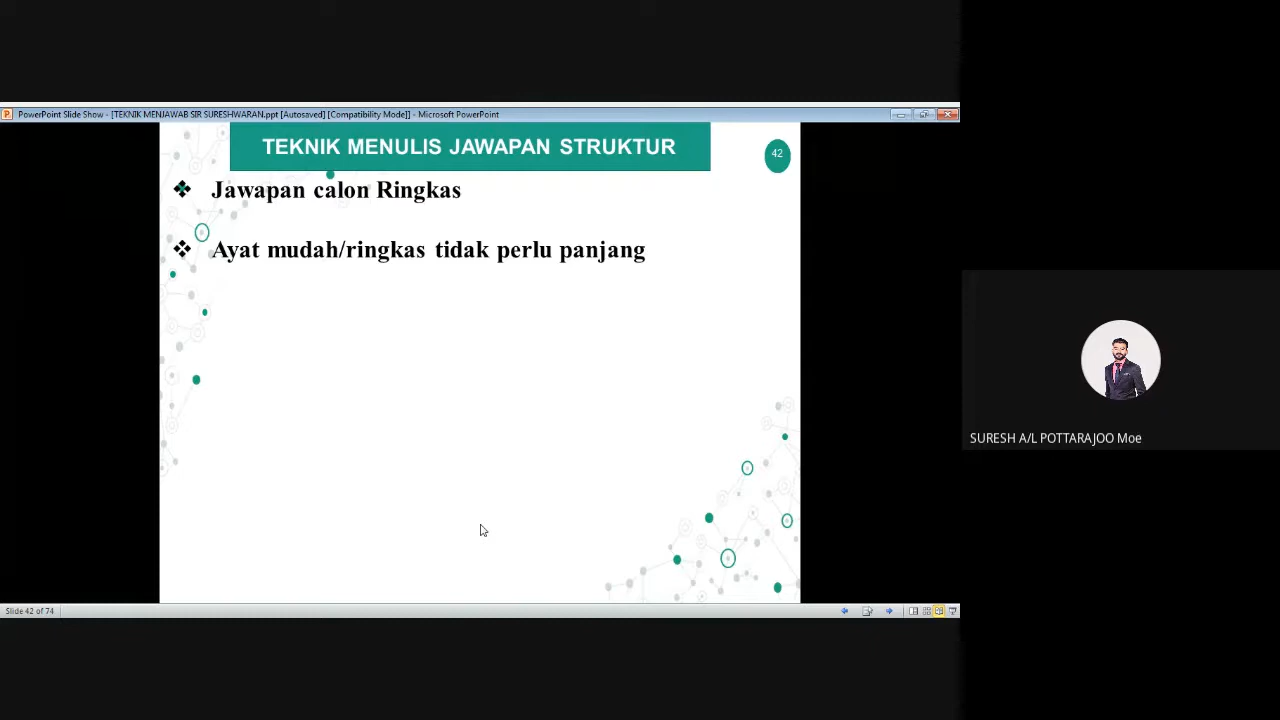 PowerPoint Slide Show - [TEKNIK MENJAWAB SIR SURESHWARAN.ppt [Autosaved] [Compatibility Mode]] - Microsoft PowerPoint
TEKNIK MENULIS JAWAPAN STRUKTUR
42
Jawapan calon Ringkas
Ayat mudah/ringkas tidak perlu panjang
SURESH A/L POTTARAJOO Moe
Slide 42 of 74